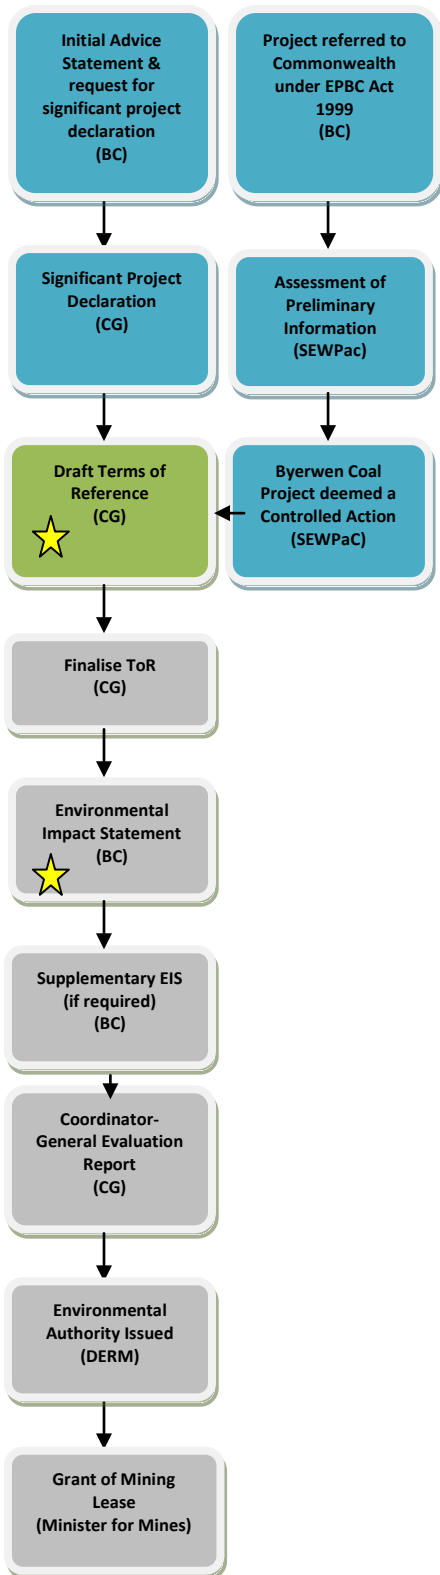 Initial Advice
Statement &
request for
significant project
declaration
(BC)
Project referred to
Commonwealth
under EPBC Act
1999
(BC)
Significant Project
Declaration
(CG)
Assessment of
Preliminary
Information
(SEWPac)
Draft Terms of
Reference
(CG)
Byerwen Coal
Project deemed a
Controlled Action
(SEWPaC)
Finalise ToR
(CG)
Environmental
Impact Statement
(BC)
Supplementary EIS
(if required)
(BC)
Coordinator-
General Evaluation
Report
(CG)
Environmental
Authority Issued
(DERM)
Grant of Mining
Lease
(Minister for Mines)